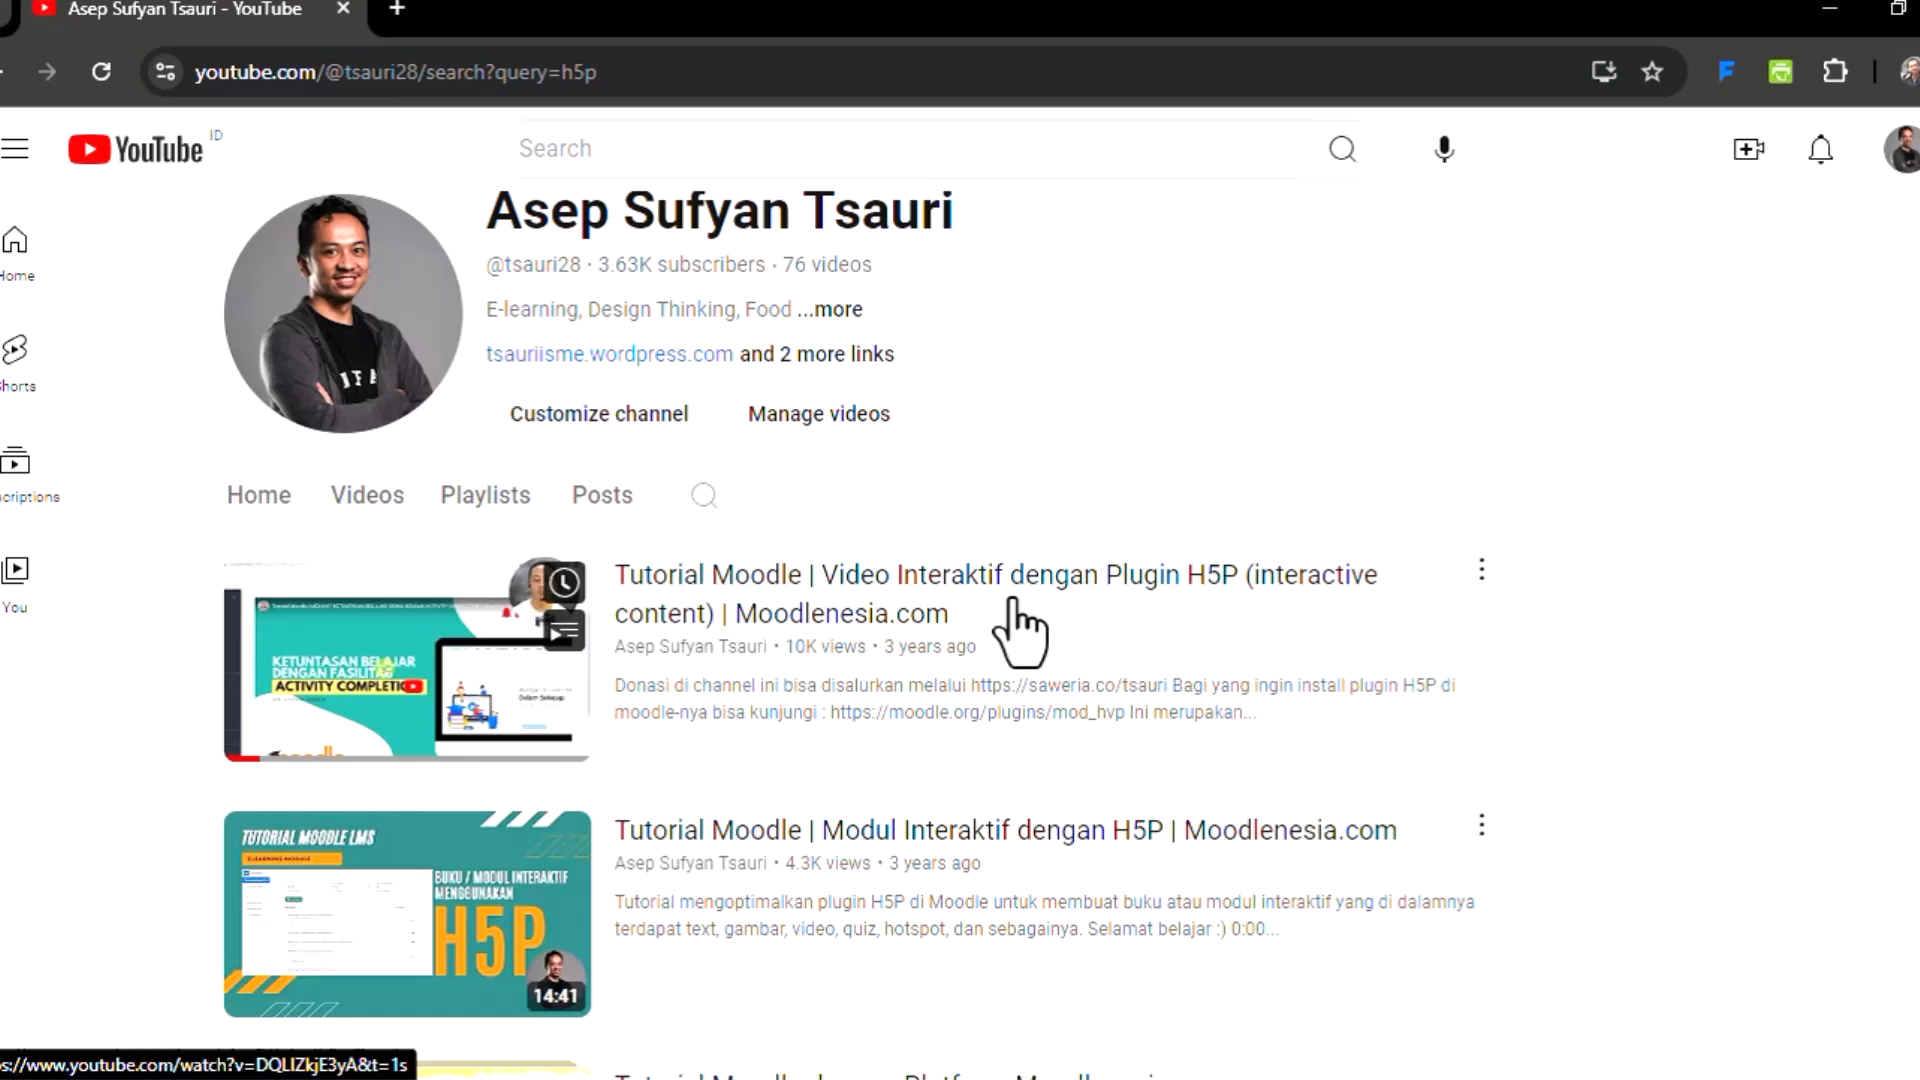 Asep Sufyan Tsauri - YouTube
youtube.com/@tsauri28/search?query=h5p
YouTube ID
Search
Asep Sufyan Tsauri
@tsauri28 · 3.63K subscribers · 76 videos
E-learning, Design Thinking, Food ...more
tsauriisme.wordpress.com and 2 more links
Customize channel Manage videos
Home Videos Playlists Posts
Home
Shorts
criptions
You
KETUNTASAN BELAJAR
DENGAN FASILITAS
ACTIVITY COMPLETIO
Tutorial Moodle | Video Interaktif dengan Plugin H5P (interactive
content) | Moodlenesia.com
Asep Sufyan Tsauri • 10K views • 3 years ago
Donasi di channel ini bisa disalurkan melalui https://saweria.co/tsauri Bagi yang ingin install plugin H5P di
moodle-nya bisa kunjungi : https://moodle.org/plugins/mod_hvp Ini merupakan...
TUTORIAL MOODLE LMS
BUKU / MODUL INTERAKTIF
MENGGUNAKAN
H5P
14:41
Tutorial Moodle | Modul Interaktif dengan H5P | Moodlenesia.com
Asep Sufyan Tsauri • 4.3K views • 3 years ago
Tutorial mengoptimalkan plugin H5P di Moodle untuk membuat buku atau modul interaktif yang di dalamnya
terdapat text, gambar, video, quiz, hotspot, dan sebagainya. Selamat belajar :) 0:00...
s://www.youtube.com/watch?v=DQLlZkjE3yA&t=1s